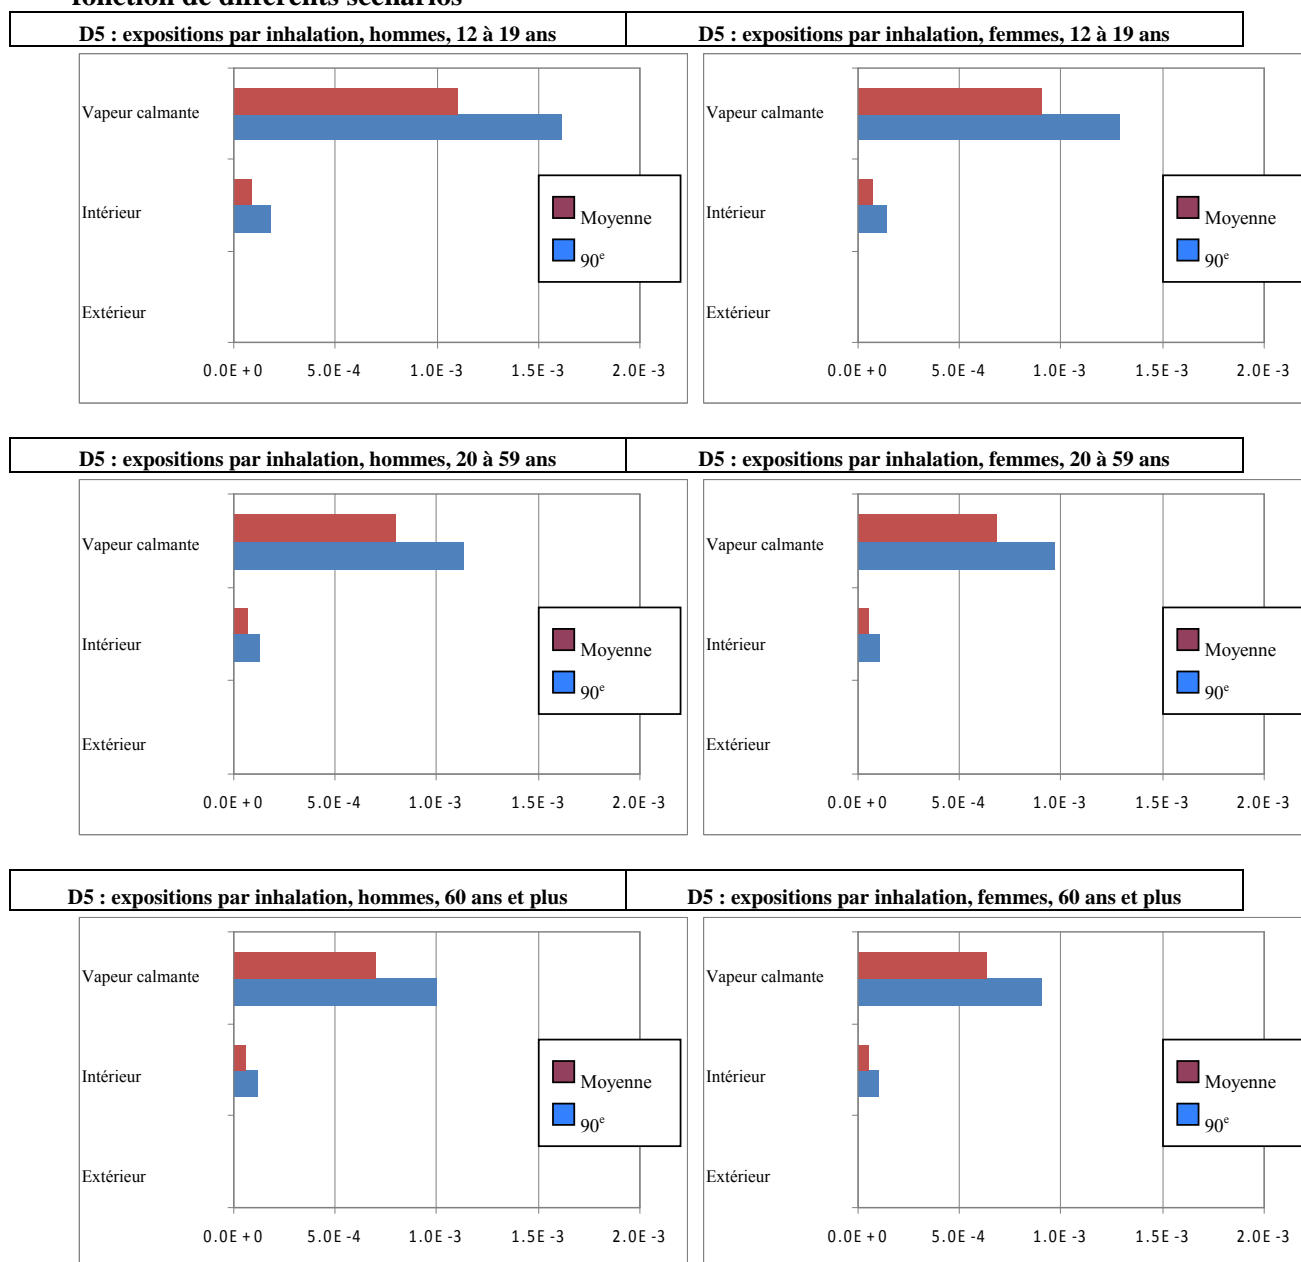 fonction de différents scénarios
D5 : expositions par inhalation, hommes, 12 à 19 ans
D5 : expositions par inhalation, femmes, 12 à 19 ans
Vapeur calmante
Intérieur
Extérieur
Moyenne
90e
0.0E+0 5.0E-4 1.0E-3 1.5E-3 2.0E-3
Vapeur calmante
Intérieur
Extérieur
Moyenne
90e
0.0E+0 5.0E-4 1.0E-3 1.5E-3 2.0E-3
D5 : expositions par inhalation, hommes, 20 à 59 ans
D5 : expositions par inhalation, femmes, 20 à 59 ans
Vapeur calmante
Intérieur
Extérieur
Moyenne
90e
0.0E+0 5.0E-4 1.0E-3 1.5E-3 2.0E-3
Vapeur calmante
Intérieur
Extérieur
Moyenne
90e
0.0E+0 5.0E-4 1.0E-3 1.5E-3 2.0E-3
D5 : expositions par inhalation, hommes, 60 ans et plus
D5 : expositions par inhalation, femmes, 60 ans et plus
Vapeur calmante
Intérieur
Extérieur
Moyenne
90e
0.0E+0 5.0E-4 1.0E-3 1.5E-3 2.0E-3
Vapeur calmante
Intérieur
Extérieur
Moyenne
90e
0.0E+0 5.0E-4 1.0E-3 1.5E-3 2.0E-3